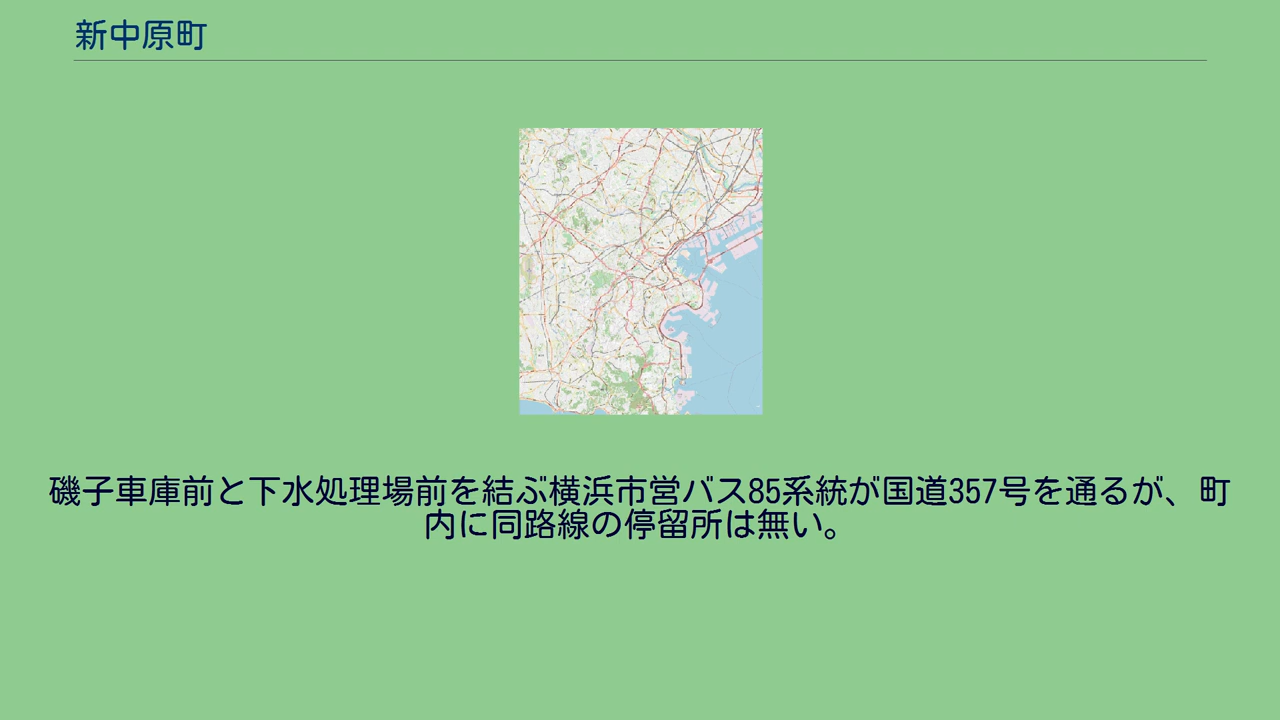 新中原町
磯子車庫前と下水処理場前を結ぶ横浜市営バス85系統が国道357号を通るが、町
内に同路線の停留所は無い。